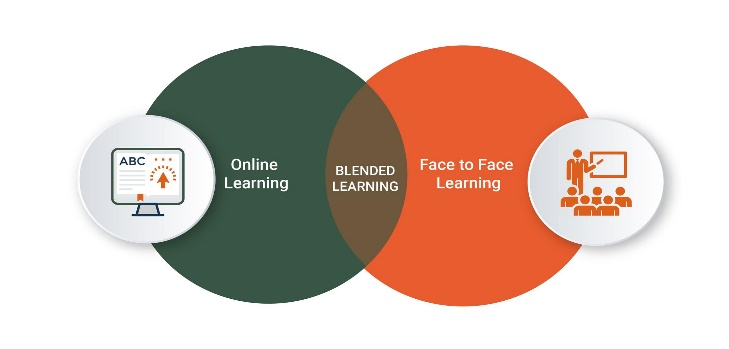 ABC
Online
Learning
BLENDED
LEARNING
Face to Face
Learning